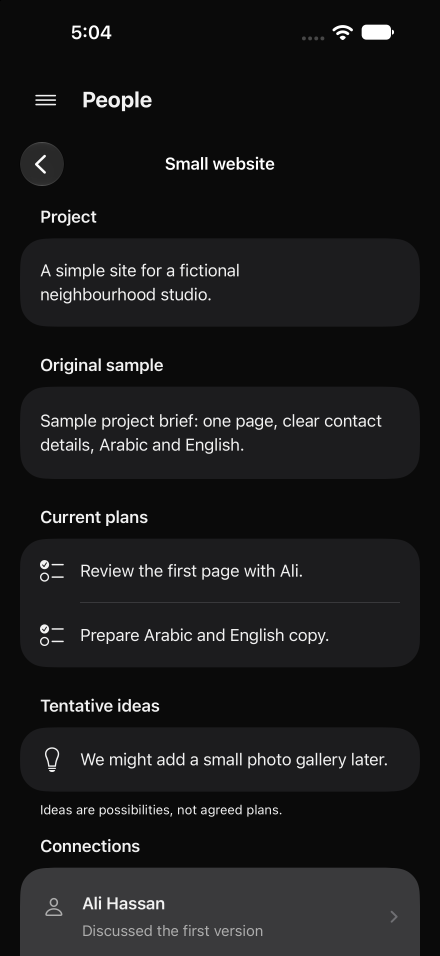 5:04
People
Small website
Project
A simple site for a fictional
neighbourhood studio.
Original sample
Sample project brief: one page, clear contact
details, Arabic and English.
Current plans
Review the first page with Ali.
Prepare Arabic and English copy.
Tentative ideas
We might add a small photo gallery later.
Ideas are possibilities, not agreed plans.
Connections
Ali Hassan
Discussed the first version